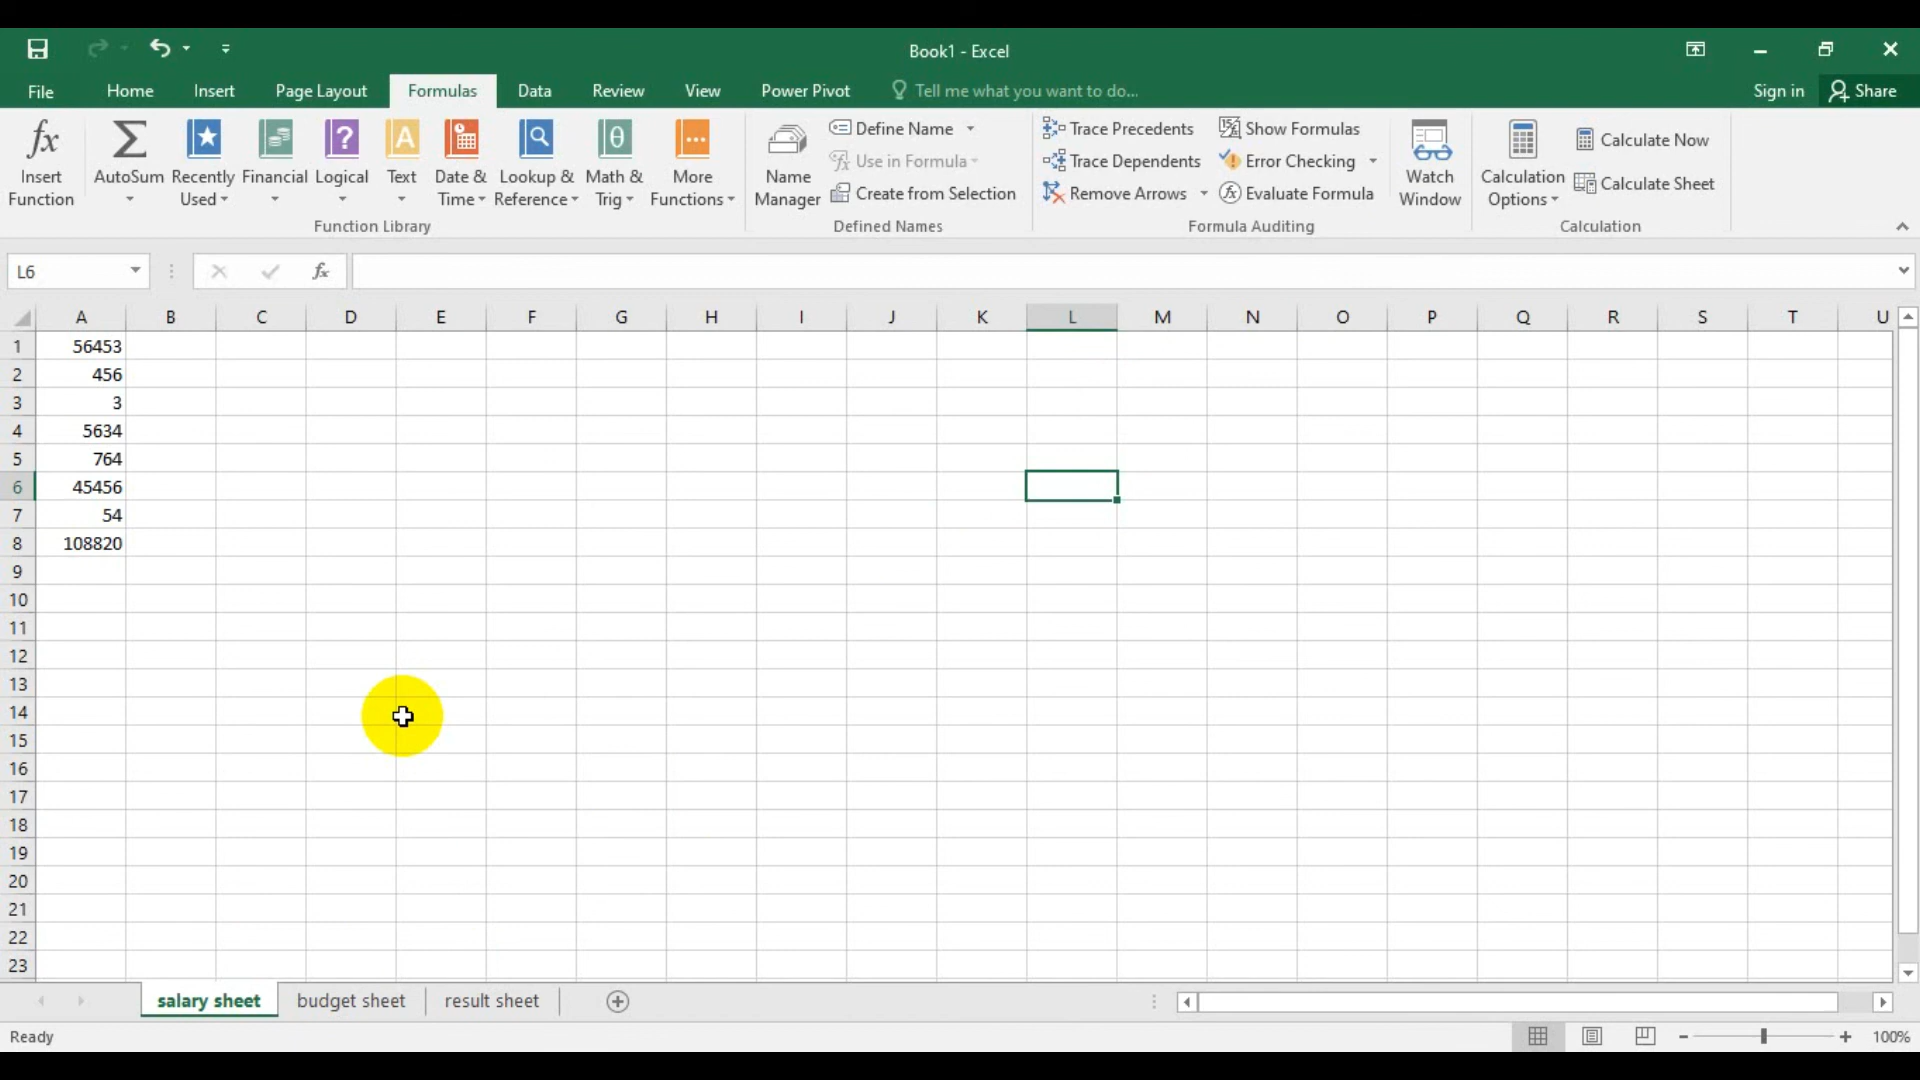 Book1 - Excel
File Home Insert Page Layout Formulas Data Review View Power Pivot Tell me what you want to do... Sign in Share
fx
Insert Function
AutoSum
Recently Used
Financial
Logical
Text
Date & Time
Lookup & Reference
Math & Trig
More Functions
Function Library
Name Manager
Define Name
Use in Formula
Create from Selection
Defined Names
Trace Precedents
Trace Dependents
Remove Arrows
Show Formulas
Error Checking
Evaluate Formula
Formula Auditing
Watch Window
Calculation Options
Calculate Now
Calculate Sheet
Calculation
L6 fx
A B C D E F G H I J K L M N O P Q R S T U
1 56453
2 456
3 3
4 5634
5 764
6 45456
7 54
8 108820
9
10
11
12
13
14
15
16
17
18
19
20
21
22
23
salary sheet budget sheet result sheet
Ready 100%